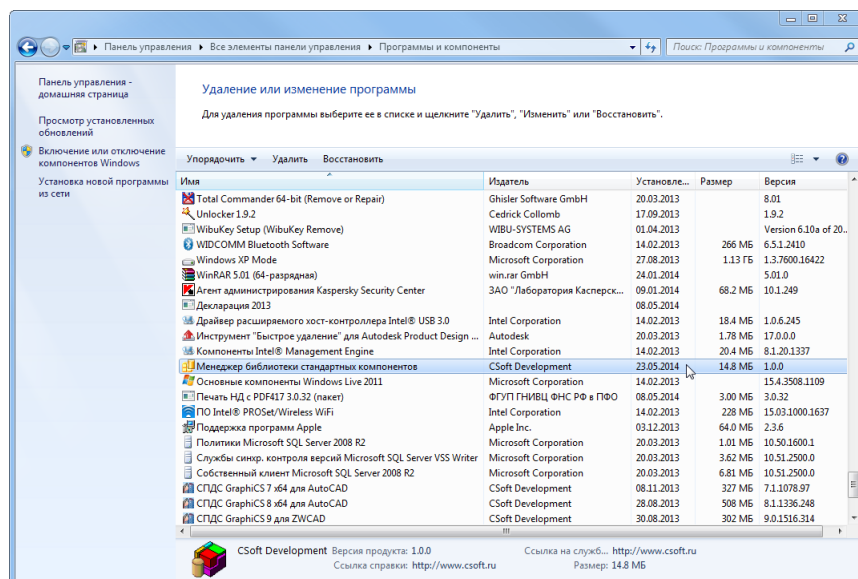 Панель управления ▸ Все элементы панели управления ▸ Программы и компоненты
Поиск: Программы и компоненты
Панель управления -
домашняя страница
Просмотр установленных
обновлений
Включение или отключение
компонентов Windows
Установка новой программы
из сети
Удаление или изменение программы
Для удаления программы выберите ее в списке и щелкните "Удалить", "Изменить" или "Восстановить".
Упорядочить Удалить Восстановить
Имя Издатель Установле... Размер Версия
Total Commander 64-bit (Remove or Repair) Ghisler Software GmbH 20.03.2013 8.01
Unlocker 1.9.2 Cedrick Collomb 17.09.2013 1.9.2
WibuKey Setup (WibuKey Remove) WIBU-SYSTEMS AG 01.04.2013 Version 6.10a of 20..
WIDCOMM Bluetooth Software Broadcom Corporation 14.02.2013 266 МБ 6.5.1.2410
Windows XP Mode Microsoft Corporation 27.08.2013 1.13 ГБ 1.3.7600.16422
WinRAR 5.01 (64-разрядная) win.rar GmbH 24.01.2014 5.01.0
Агент администрирования Kaspersky Security Center ЗАО "Лаборатория Касперск... 09.01.2014 68.2 МБ 10.1.249
Декларация 2013 08.05.2014
Драйвер расширяемого хост-контроллера Intel® USB 3.0 Intel Corporation 14.02.2013 18.4 МБ 1.0.6.245
Инструмент "Быстрое удаление" для Autodesk Product Design ... Autodesk 20.03.2013 1.78 МБ 17.0.0.0
Компоненты Intel® Management Engine Intel Corporation 14.02.2013 20.4 МБ 8.1.20.1337
Менеджер библиотеки стандартных компонентов CSoft Development 23.05.2014 14.8 МБ 1.0.0
Основные компоненты Windows Live 2011 Microsoft Corporation 14.02.2013 15.4.3508.1109
Печать НД с PDF417 3.0.32 (пакет) ФГУП ГНИВЦ ФНС РФ в ПФО 08.05.2014 3.00 МБ 3.0.32
ПО Intel® PROSet/Wireless WiFi Intel Corporation 14.02.2013 228 МБ 15.03.1000.1637
Поддержка программ Apple Apple Inc. 03.12.2013 64.0 МБ 2.3.6
Политики Microsoft SQL Server 2008 R2 Microsoft Corporation 20.03.2013 1.01 МБ 10.50.1600.1
Службы синхр. контроля версий Microsoft SQL Server VSS Writer Microsoft Corporation 20.03.2013 3.62 МБ 10.51.2500.0
Собственный клиент Microsoft SQL Server 2008 R2 Microsoft Corporation 20.03.2013 6.81 МБ 10.51.2500.0
СПДС GraphiCS 7 x64 для AutoCAD CSoft Development 08.11.2013 327 МБ 7.1.1078.97
СПДС GraphiCS 8 x64 для AutoCAD CSoft Development 28.08.2013 508 МБ 8.1.1336.248
СПДС GraphiCS 9 для ZWCAD CSoft Development 30.08.2013 302 МБ 9.0.1516.314
CSoft Development Версия продукта: 1.0.0 Ссылка на служб... http://www.csoft.ru
Ссылка справки: http://www.csoft.ru Размер: 14.8 МБ